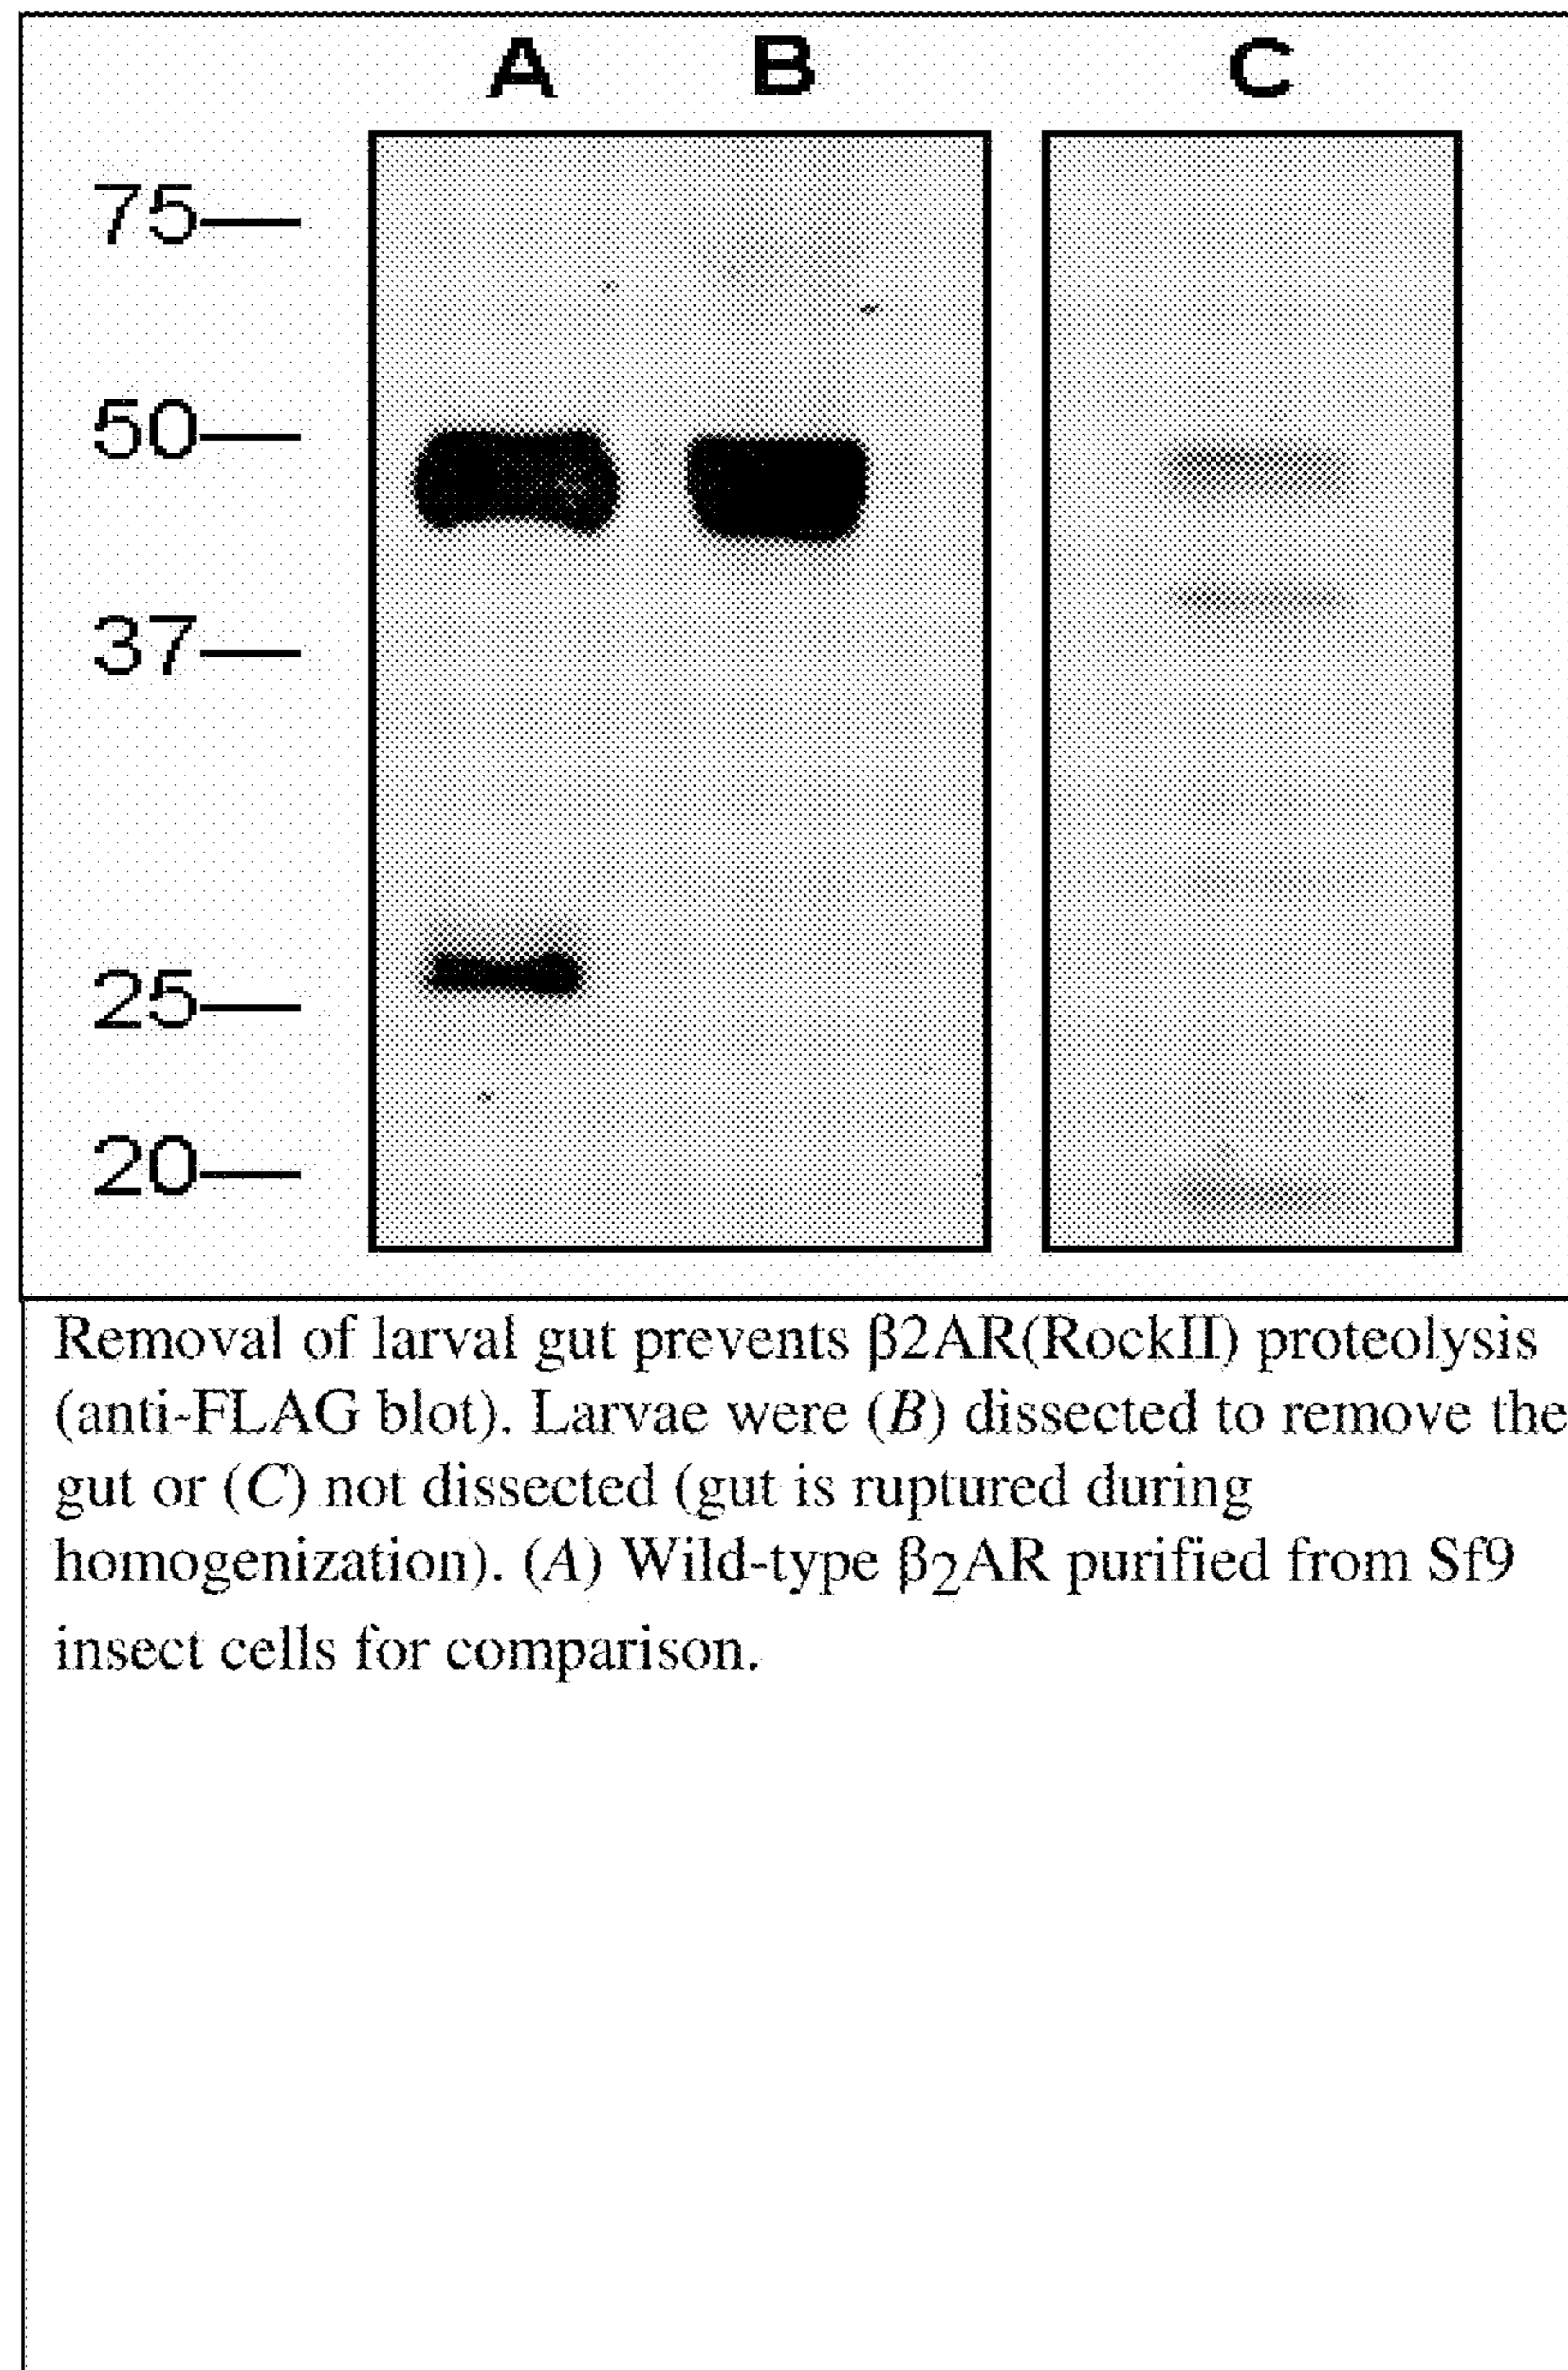 A B C
75
50
37
25
20
Removal of larval gut prevents β2AR(RockII) proteolysis
(anti-FLAG blot). Larvae were (B) dissected to remove the
gut or (C) not dissected (gut is ruptured during
homogenization). (A) Wild-type β₂AR purified from Sf9
insect cells for comparison.